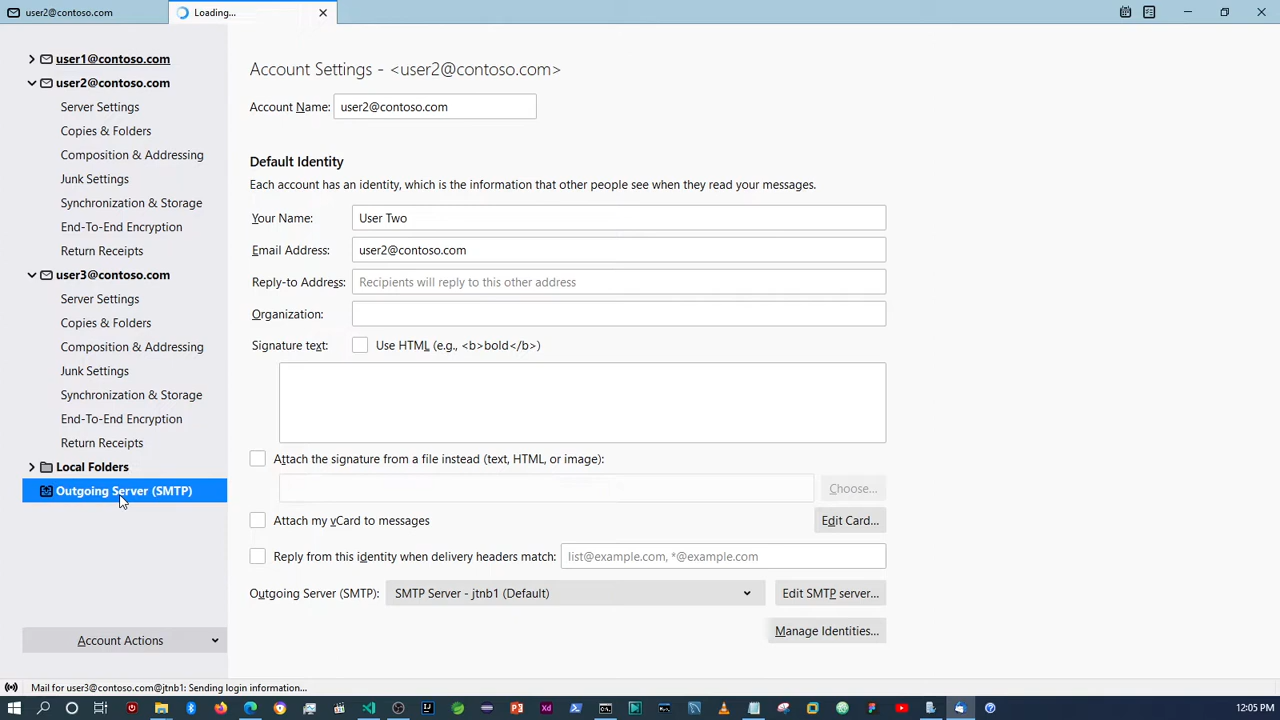 user2@contoso.com
Loading...
user1@contoso.com
user2@contoso.com
Server Settings
Copies & Folders
Composition & Addressing
Junk Settings
Synchronization & Storage
End-To-End Encryption
Return Receipts
user3@contoso.com
Server Settings
Copies & Folders
Composition & Addressing
Junk Settings
Synchronization & Storage
End-To-End Encryption
Return Receipts
Local Folders
Outgoing Server (SMTP)
Account Actions
Account Settings - <user2@contoso.com>
Account Name: user2@contoso.com
Default Identity
Each account has an identity, which is the information that other people see when they read your messages.
Your Name: User Two
Email Address: user2@contoso.com
Reply-to Address: Recipients will reply to this other address
Organization:
Signature text: Use HTML (e.g., <b>bold</b>)
Attach the signature from a file instead (text, HTML, or image):
Choose...
Attach my vCard to messages Edit Card...
Reply from this identity when delivery headers match: list@example.com, *@example.com
Outgoing Server (SMTP): SMTP Server - jtnb1 (Default) Edit SMTP server...
Manage Identities...
Mail for user3@contoso.com@jtnb1: Sending login information...
12:05 PM